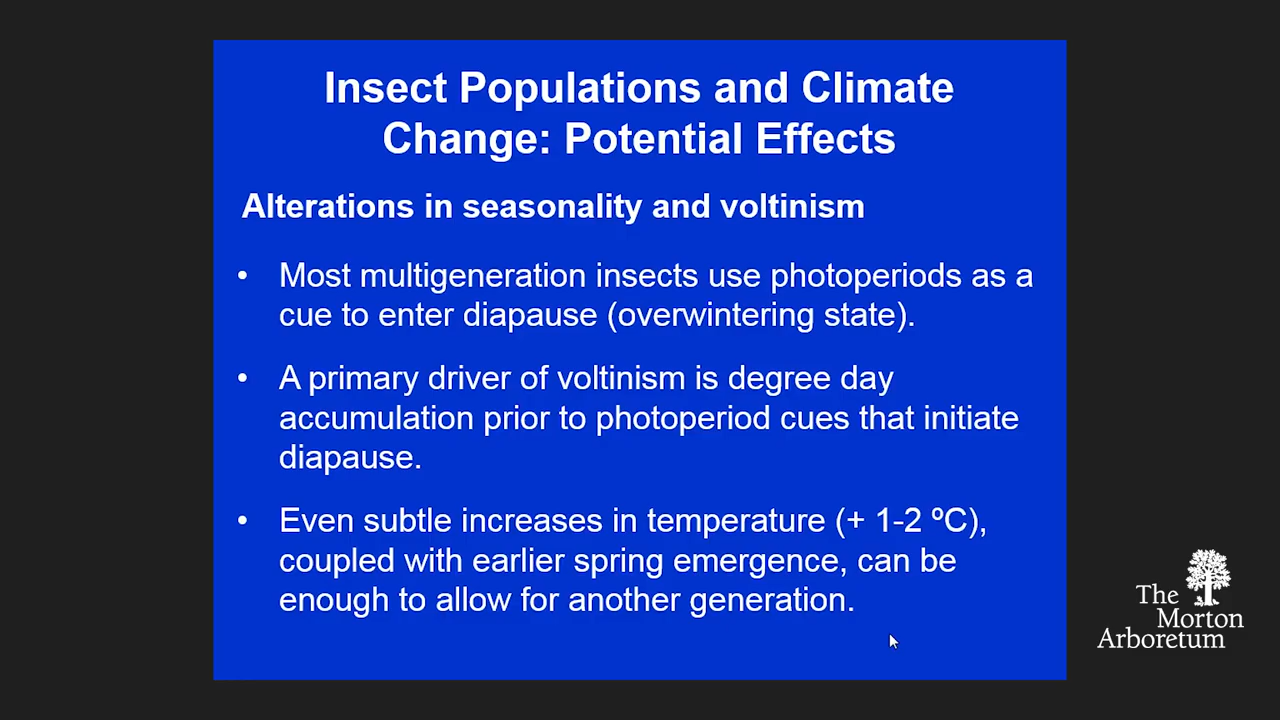 Insect Populations and Climate
Change: Potential Effects
Alterations in seasonality and voltinism
• Most multigeneration insects use photoperiods as a
cue to enter diapause (overwintering state).
• A primary driver of voltinism is degree day
accumulation prior to photoperiod cues that initiate
diapause.
• Even subtle increases in temperature (+ 1-2 ºC),
coupled with earlier spring emergence, can be
enough to allow for another generation.
The
Morton
Arboretum